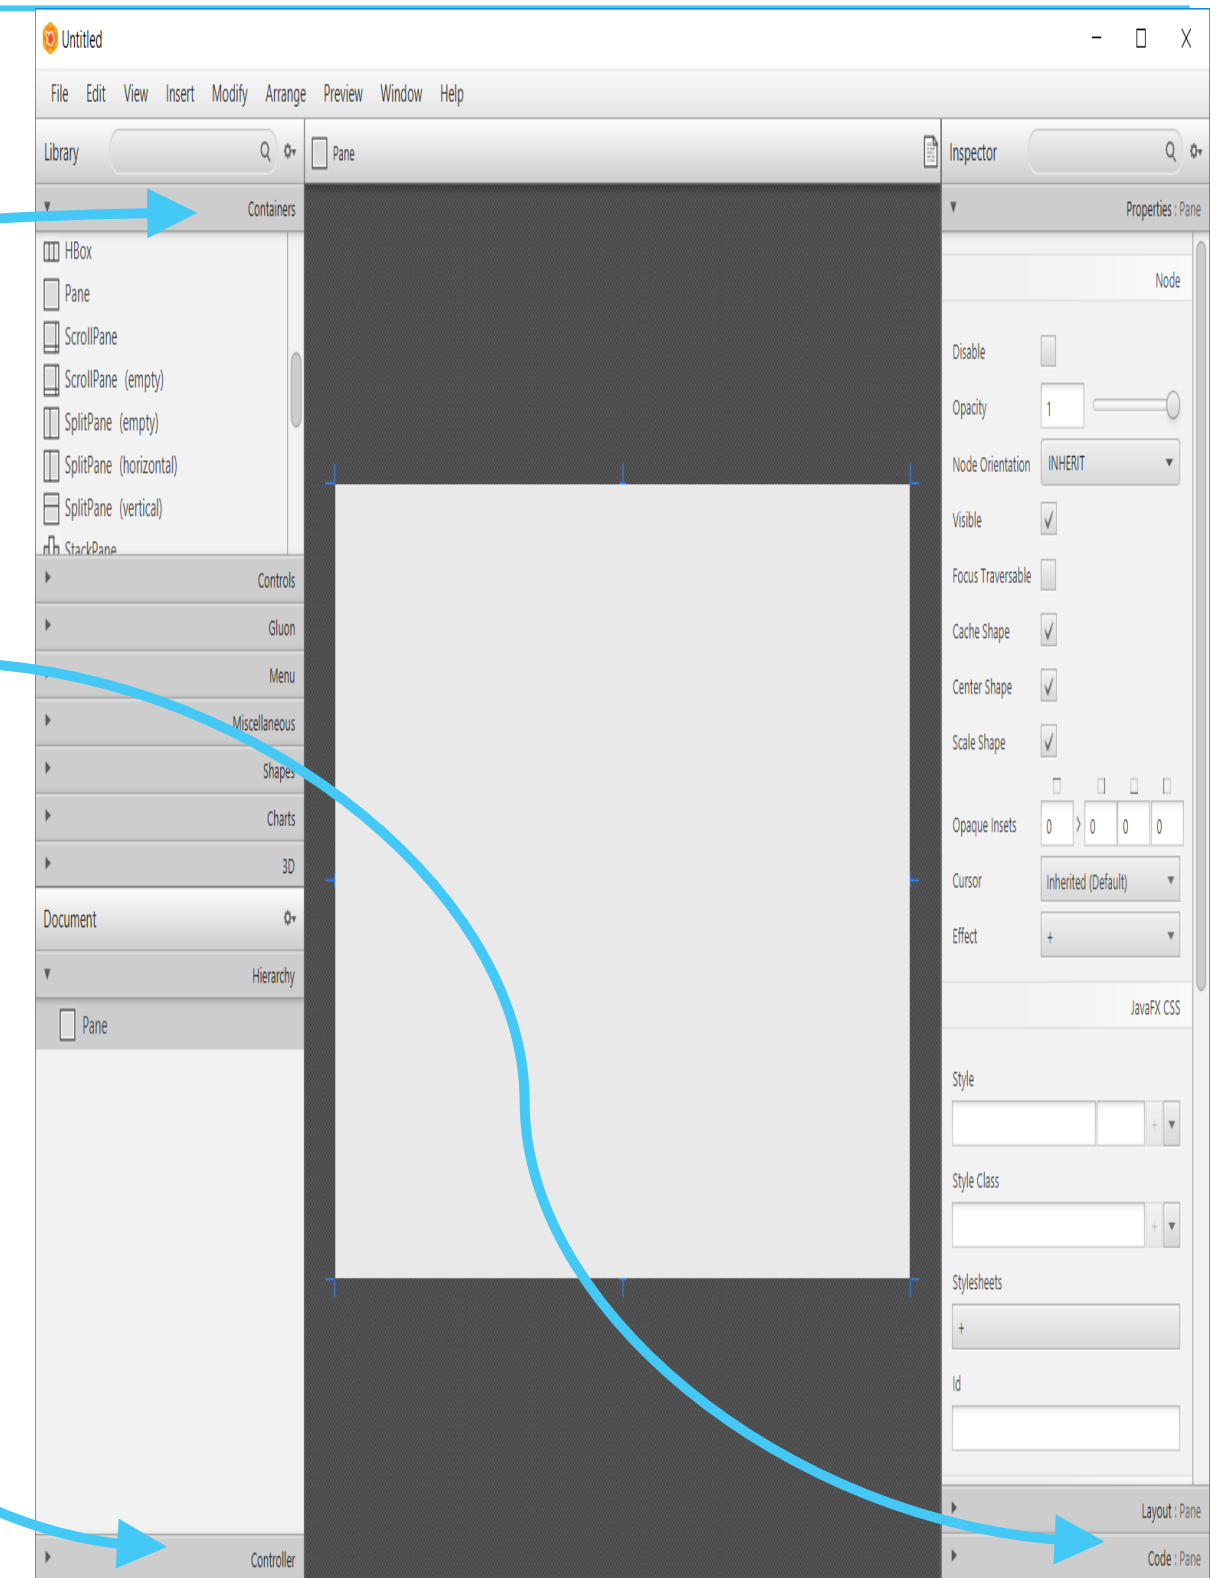 Untitled
File Edit View Insert Modify Arrange Preview Window Help
Library
Pane
Inspector
Containers
HBox
Pane
ScrollPane
ScrollPane (empty)
SplitPane (empty)
SplitPane (horizontal)
SplitPane (vertical)
StackPane
Controls
Gluon
Menu
Miscellaneous
Shapes
Charts
3D
Document
Hierarchy
Pane
Controller
Properties : Pane
Node
Disable
Opacity 1
Node Orientation INHERIT
Visible
Focus Traversable
Cache Shape
Center Shape
Scale Shape
Opaque Insets 0 0 0 0
Cursor Inherited (Default)
Effect +
JavaFX CSS
Style
+
Style Class
+
Stylesheets
+
Id
Layout : Pane
Code : Pane